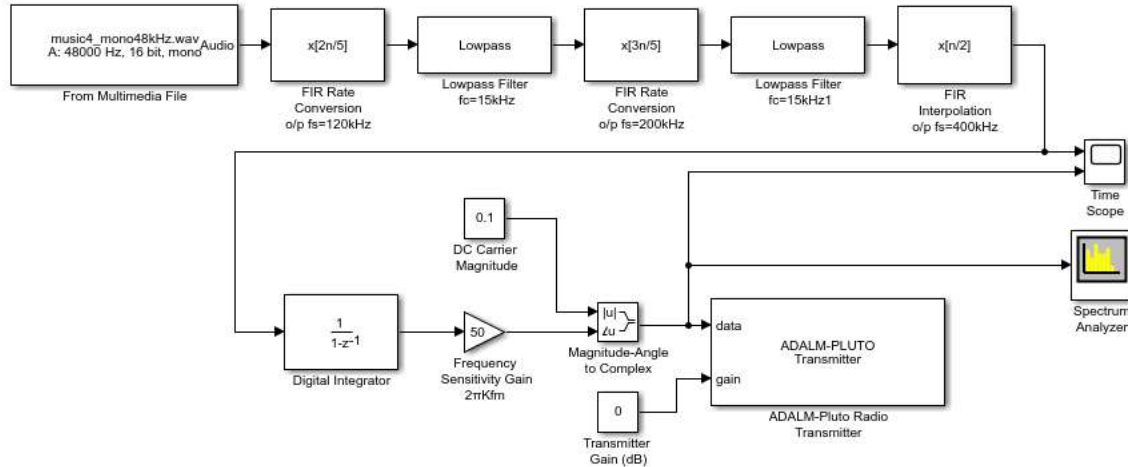 music4_mono48kHz.wav
A: 48000 Hz, 16 bit, mono
Audio
From Multimedia File
x[2n/5]
FIR Rate
Conversion
o/p fs=120kHz
Lowpass
Lowpass Filter
fc=15kHz
x[3n/5]
FIR Rate
Conversion
o/p fs=200kHz
Lowpass
Lowpass Filter
fc=15kHz1
x[n/2]
FIR
Interpolation
o/p fs=400kHz
Time
Scope
0.1
DC Carrier
Magnitude
Spectrum
Analyzer
1
1-z-1
Digital Integrator
50
Frequency
Sensitivity Gain
2πKfm
|u|
∠u
Magnitude-Angle
to Complex
data
gain
ADALM-PLUTO
Transmitter
ADALM-Pluto Radio
Transmitter
0
Transmitter
Gain (dB)